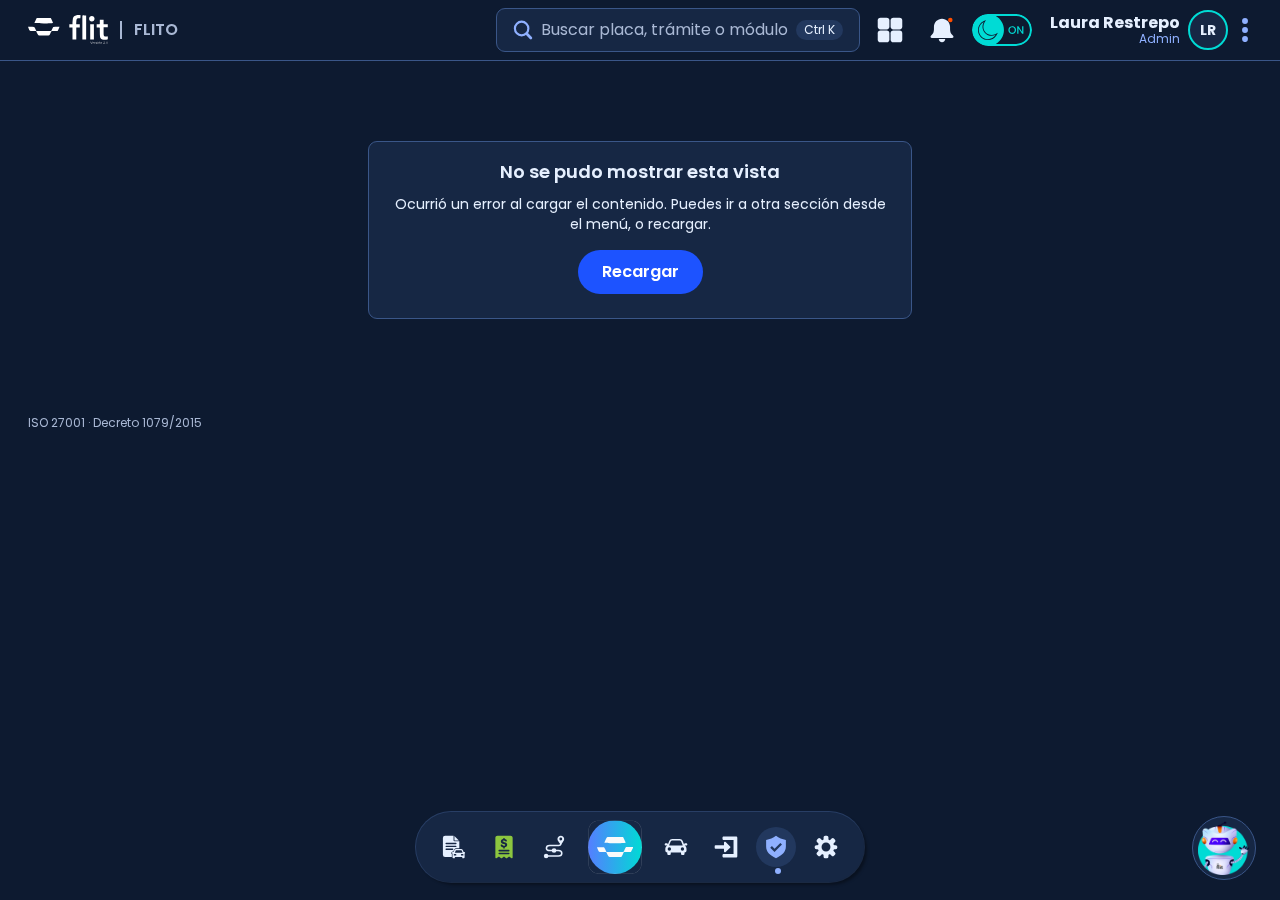 flit
FLITO
Buscar placa, trámite o módulo
Ctrl K
ON
Laura Restrepo
Admin
LR
No se pudo mostrar esta vista
Ocurrió un error al cargar el contenido. Puedes ir a otra sección desde
el menú, o recargar.
Recargar
ISO 27001 · Decreto 1079/2015